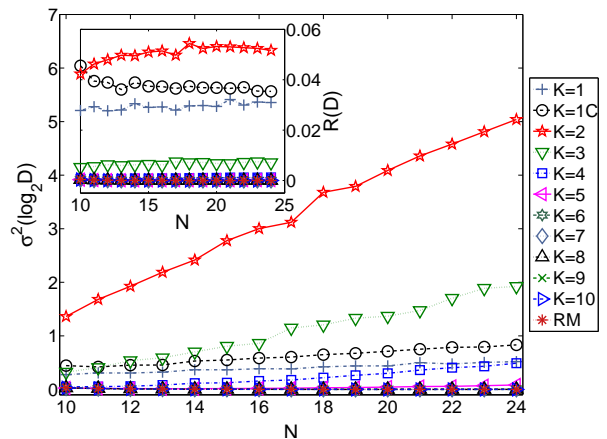 7
6
5
4
3
2
1
0
σ²(log₂D)
10
12
14
16
18
20
22
24
N
0.06
0.04
0.02
0
R(D)
10
15
20
25
N
K=1
K=1C
K=2
K=3
K=4
K=5
K=6
K=7
K=8
K=9
K=10
RM